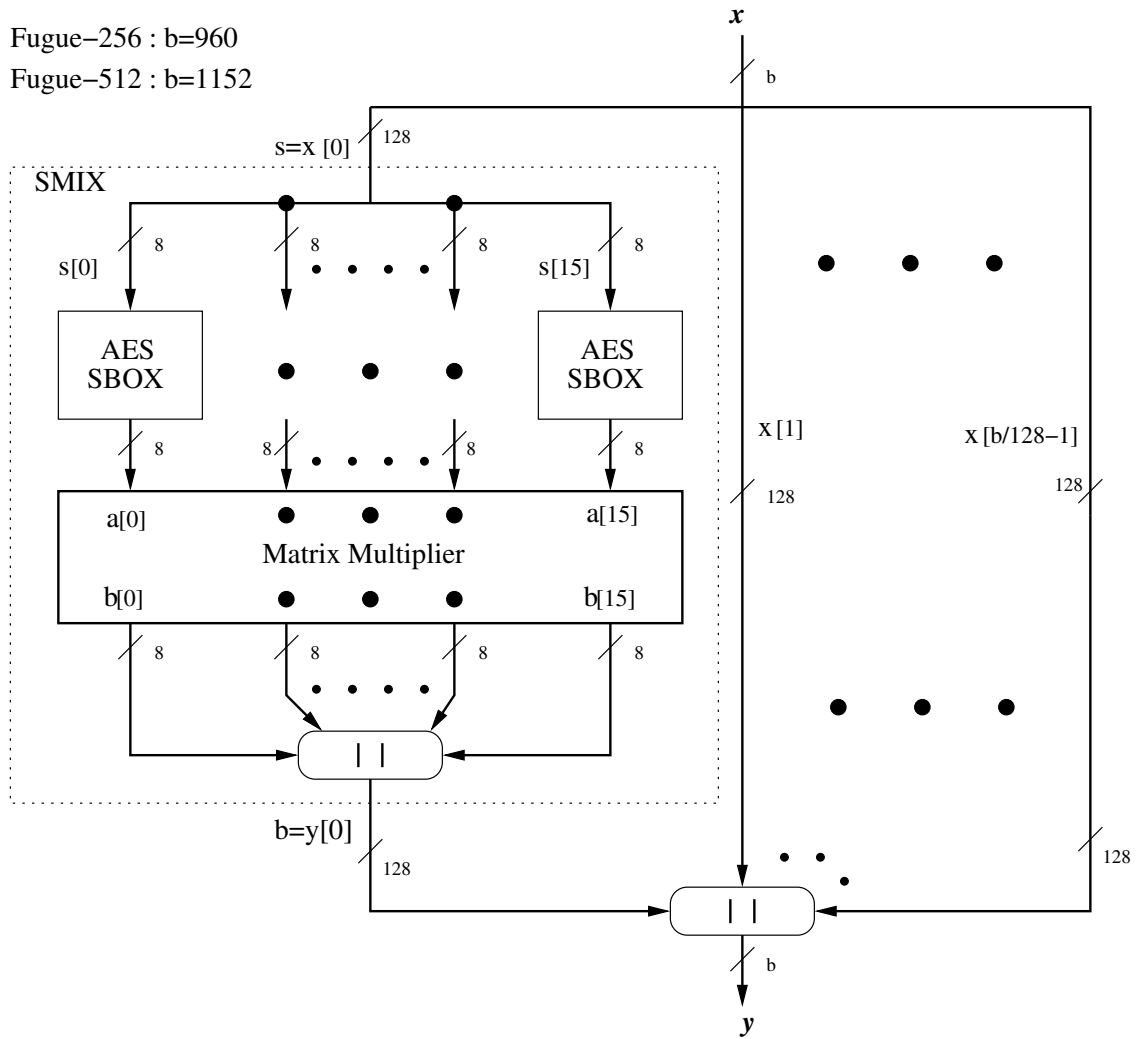 x
Fugue−256 : b=960
Fugue−512 : b=1152
b
s=x [0]
128
SMIX
8
8
8
8
s[0]
s[15]
AES
SBOX
AES
SBOX
x [1]
x [b/128−1]
8
8
8
8
128
128
a[0]
a[15]
Matrix Multiplier
b[0]
b[15]
8
8
8
8
| |
b=y[0]
128
128
| |
b
y